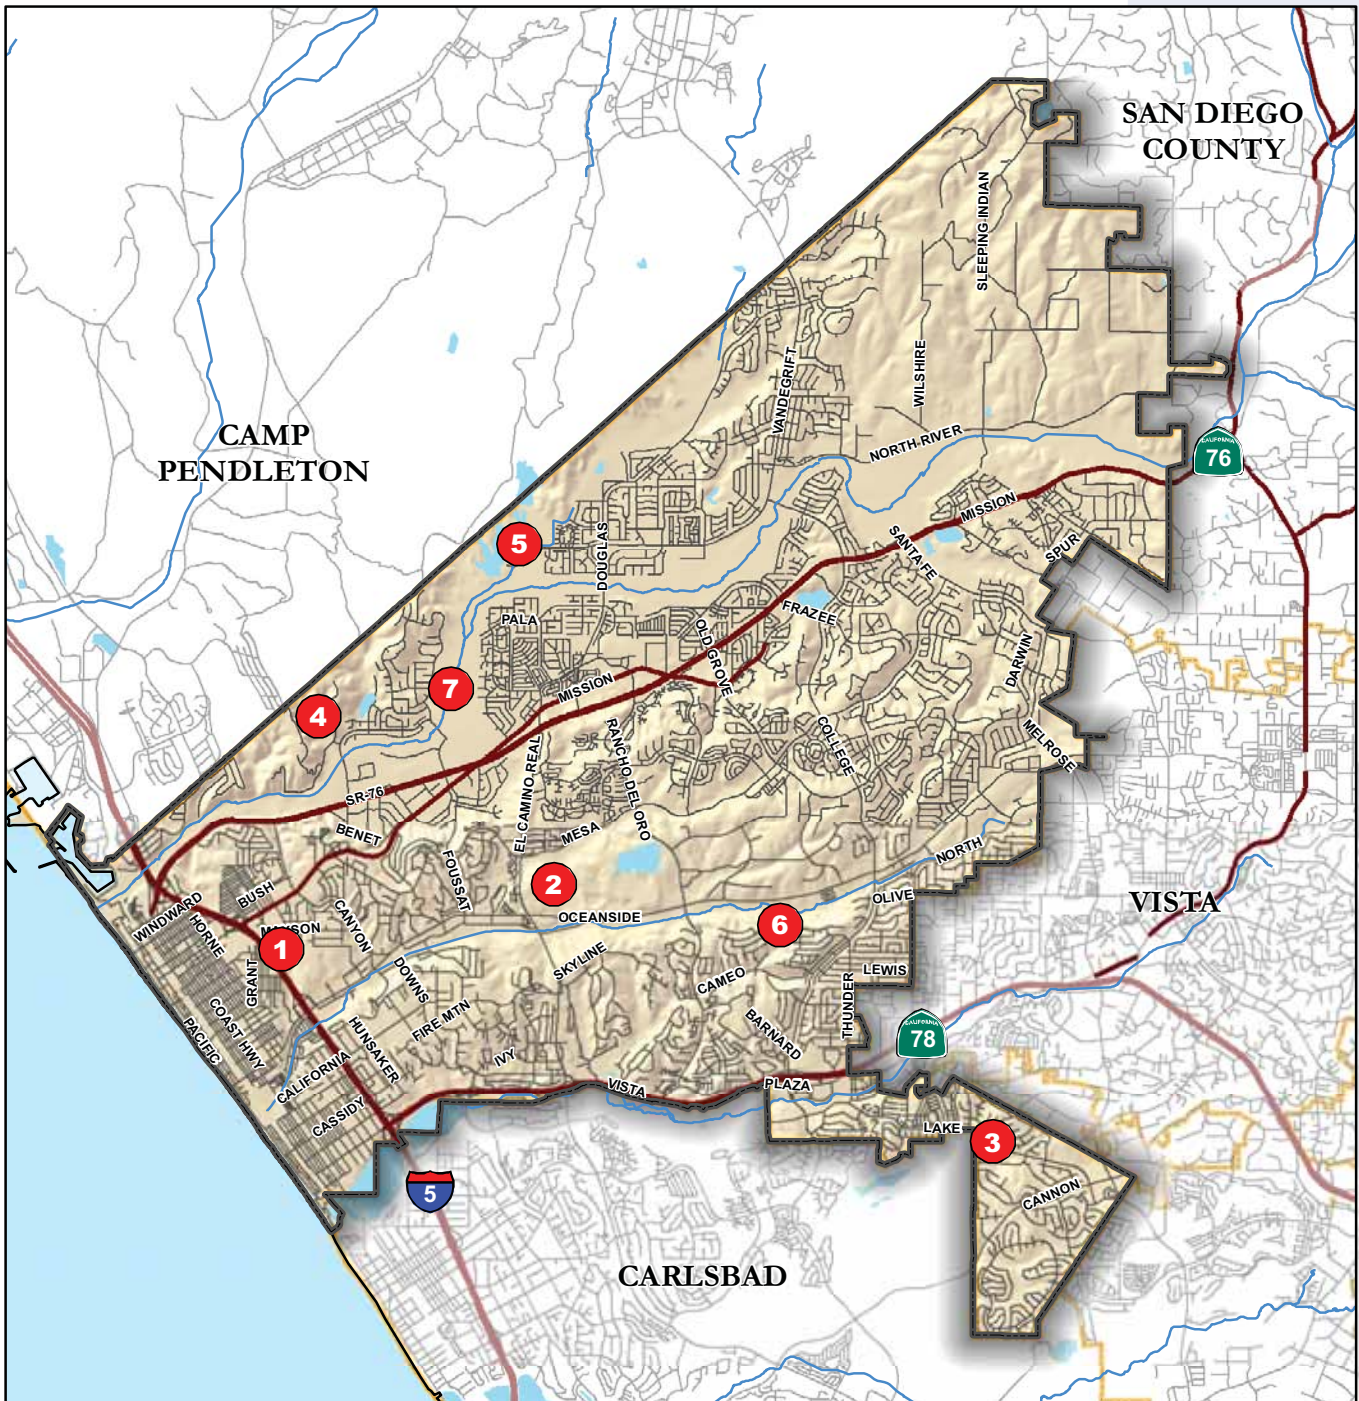 SAN DIEGO
COUNTY
SLEEPING INDIAN
VANDEGRIFT
WILSHIRE
CAMP
PENDLETON
NORTH RIVER
CALIFORNIA
76
MISSION
5
DOUGLAS
SANTA FE
SPUR
PALA
FRAZEE
OLD GROVE
DARWIN
7
MISSION
4
RANCHO DEL ORO
COLLEGE
MELROSE
EL CAMINO REAL
SR-76
BENET
MESA
FOUSSAT
NORTH
2
BUSH
OLIVE
WINDWARD
HORNE
CANYON
OCEANSIDE
6
VISTA
1
SKYLINE
GRANT
DOWNS
CAMEO
LEWIS
THUNDER
COAST HWY
FIRE MTN
BARNARD
CALIFORNIA
78
PACIFIC
HUNSAKER
IVY
CALIFORNIA
VISTA
PLAZA
CASSIDY
LAKE
3
5
CANNON
CARLSBAD